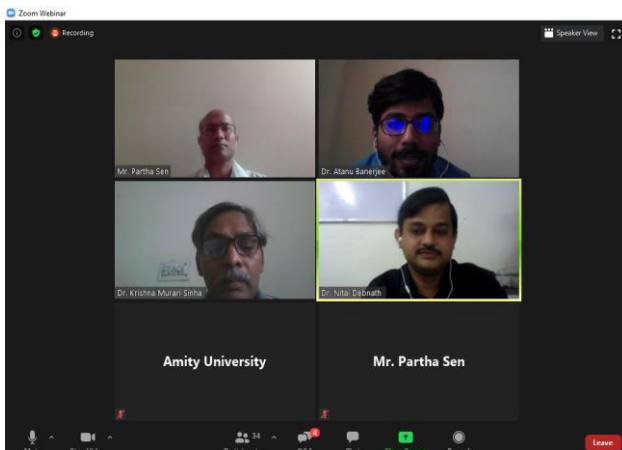 Zoom Webinar
Recording
Speaker View
Mr. Partha Sen
Dr. Atanu Banerjee
Dr. Krishna Murari Sinha
Dr. Nitai Debnath
Amity University
Mr. Partha Sen
34
4
Leave